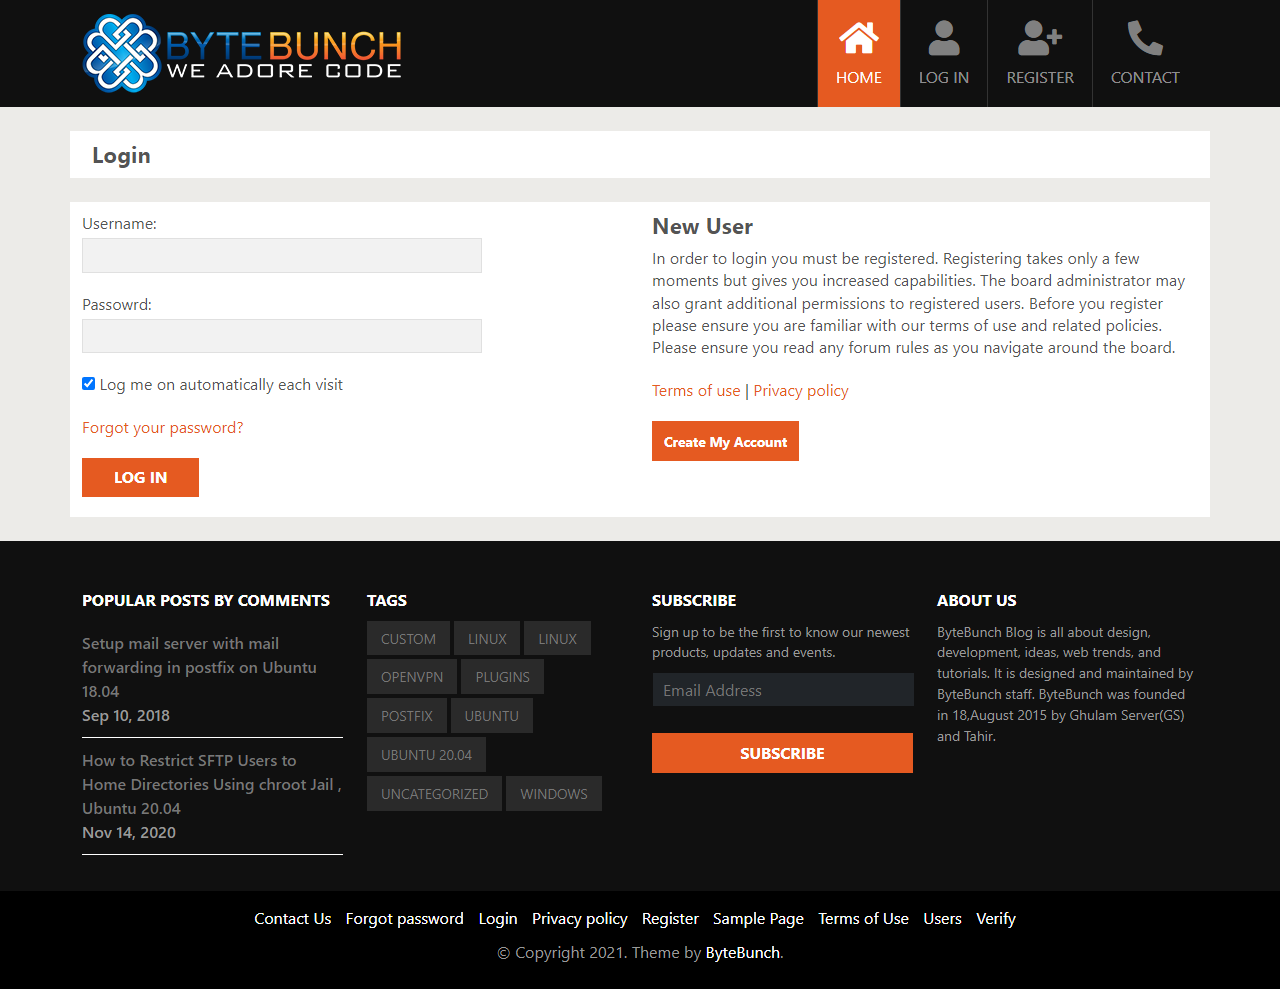 BYTEBUNCH
WE ADORE CODE
HOME
LOG IN
REGISTER
CONTACT
Login
Username:
Passowrd:
Log me on automatically each visit
Forgot your password?
LOG IN
New User
In order to login you must be registered. Registering takes only a few
moments but gives you increased capabilities. The board administrator may
also grant additional permissions to registered users. Before you register
please ensure you are familiar with our terms of use and related policies.
Please ensure you read any forum rules as you navigate around the board.
Terms of use | Privacy policy
Create My Account
POPULAR POSTS BY COMMENTS
Setup mail server with mail
forwarding in postfix on Ubuntu
18.04
Sep 10, 2018
How to Restrict SFTP Users to
Home Directories Using chroot Jail ,
Ubuntu 20.04
Nov 14, 2020
TAGS
CUSTOM LINUX LINUX
OPENVPN PLUGINS
POSTFIX UBUNTU
UBUNTU 20.04
UNCATEGORIZED WINDOWS
SUBSCRIBE
Sign up to be the first to know our newest
products, updates and events.
Email Address
SUBSCRIBE
ABOUT US
ByteBunch Blog is all about design,
development, ideas, web trends, and
tutorials. It is designed and maintained by
ByteBunch staff. ByteBunch was founded
in 18,August 2015 by Ghulam Server(GS)
and Tahir.
Contact Us Forgot password Login Privacy policy Register Sample Page Terms of Use Users Verify
© Copyright 2021. Theme by ByteBunch.